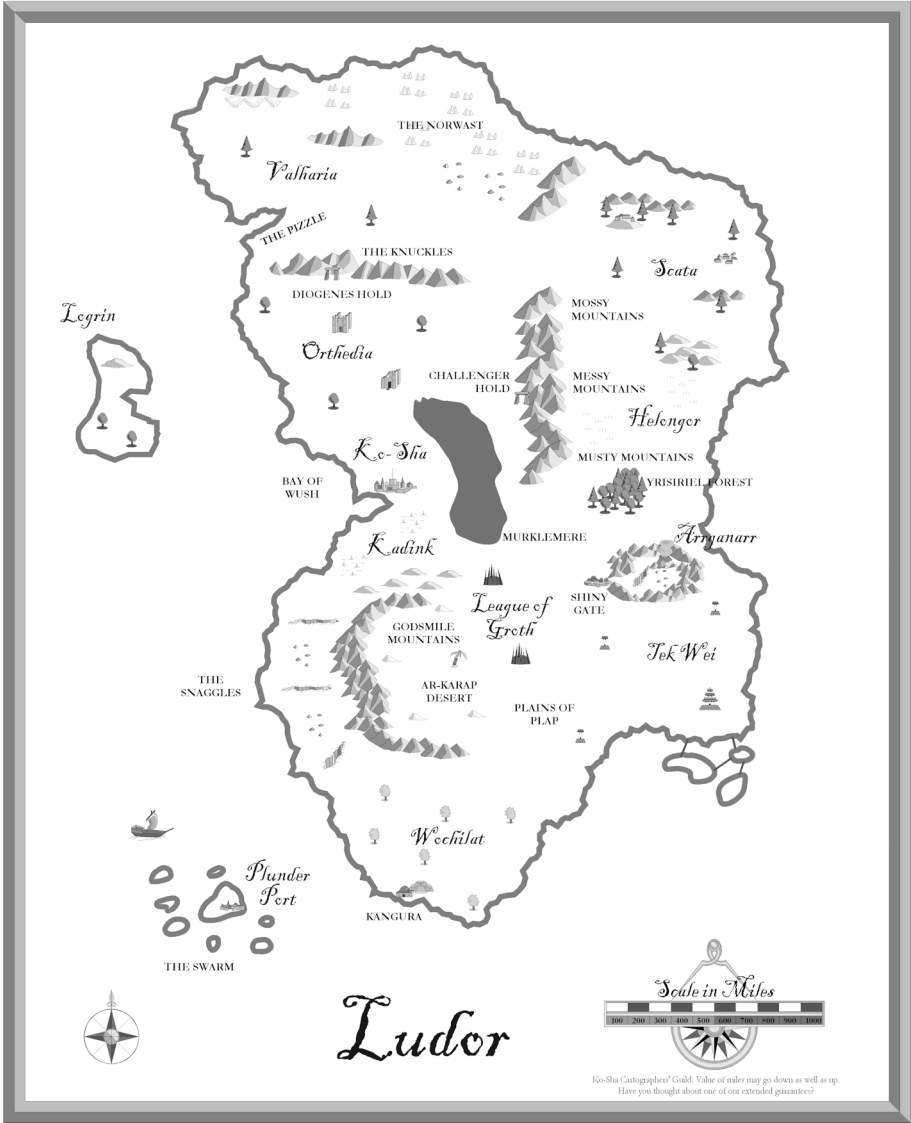 THE NORWAST
Valharia
THE PIZZLE
THE KNUCKLES
Scata
DIOGENES HOLD
MOSSY
MOUNTAINS
Logrin
Orthedia
CHALLENGER
HOLD
MESSY
MOUNTAINS
Helongor
Ko-Sha
MUSTY MOUNTAINS
BAY OF
WUSH
YRISIRIEL FOREST
MURKLEMERE
Arrganarr
Kadink
SHINY
GATE
League of
Groth
GODSMILE
MOUNTAINS
Tek Wei
THE
SNAGGLES
AR-KARAP
DESERT
PLAINS OF
PLAP
Wochilat
Plunder
Port
KANGURA
THE SWARM
Ludor
Scale in Miles
100 200 300 400 500 600 700 800 900 1000
Ko-Sha Cartographers' Guild. Value of miles may go down as well as up.
Have you thought about one of our extended guarantees?